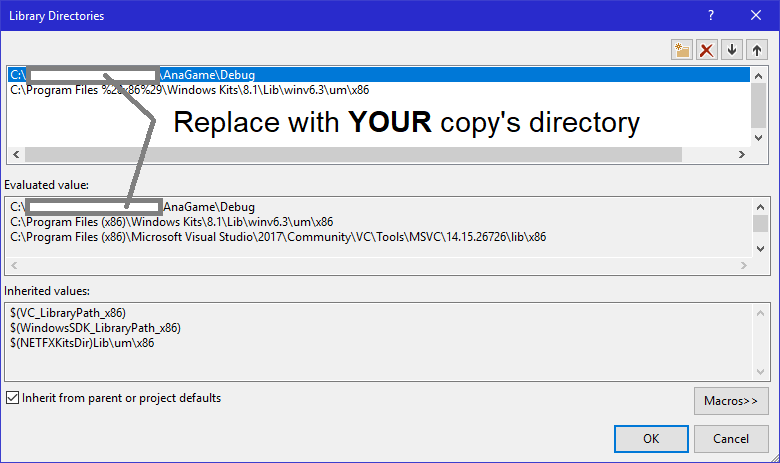 Library Directories
C:\ \AnaGame\Debug
C:\Program Files %28x86%29\Windows Kits\8.1\Lib\winv6.3\um\x86
Replace with YOUR copy's directory
Evaluated value:
C:\ AnaGame\Debug
C:\Program Files (x86)\Windows Kits\8.1\Lib\winv6.3\um\x86
C:\Program Files (x86)\Microsoft Visual Studio\2017\Community\VC\Tools\MSVC\14.15.26726\lib\x86
Inherited values:
$(VC_LibraryPath_x86)
$(WindowsSDK_LibraryPath_x86)
$(NETFXKitsDir)Lib\um\x86
Inherit from parent or project defaults
Macros>>
OK
Cancel